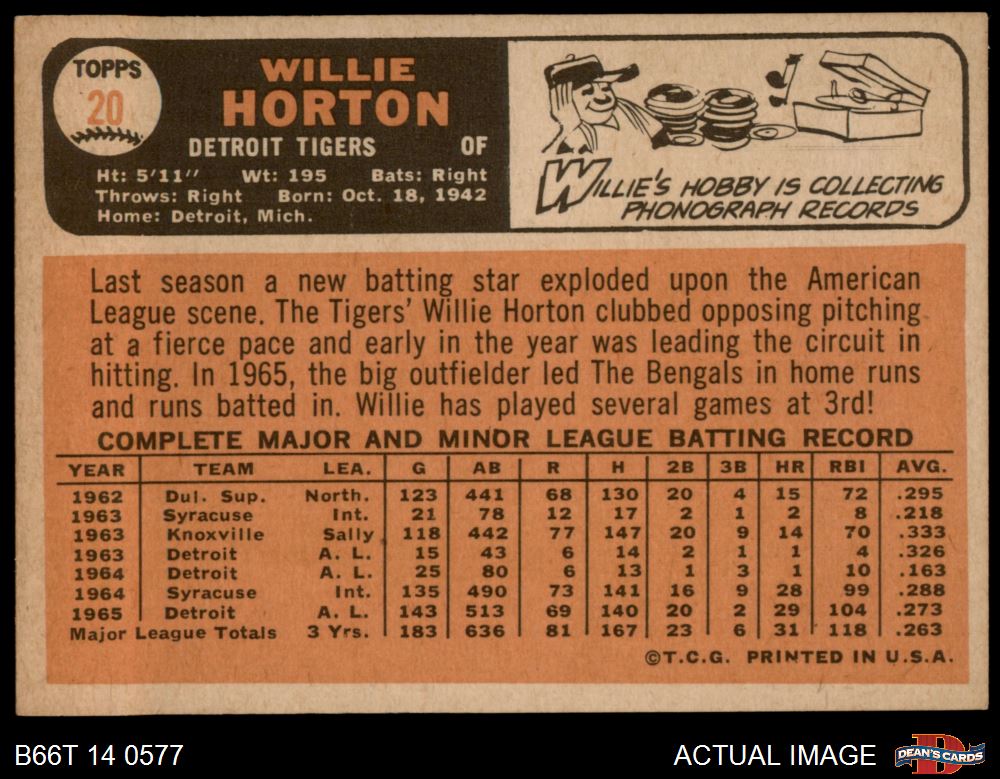 TOPPS
20
WILLIE
HORTON
DETROIT TIGERS OF
Ht: 5'11" Wt: 195 Bats: Right
Throws: Right Born: Oct. 18, 1942
Home: Detroit, Mich.
WILLIE'S HOBBY IS COLLECTING
PHONOGRAPH RECORDS
Last season a new batting star exploded upon the American
League scene. The Tigers' Willie Horton clubbed opposing pitching
at a fierce pace and early in the year was leading the circuit in
hitting. In 1965, the big outfielder led The Bengals in home runs
and runs batted in. Willie has played several games at 3rd!
COMPLETE MAJOR AND MINOR LEAGUE BATTING RECORD
YEAR TEAM LEA. G AB R H 2B 3B HR RBI AVG.
1962 Dul. Sup. North. 123 441 68 130 20 4 15 72 .295
1963 Syracuse Int. 21 78 12 17 2 1 2 8 .218
1963 Knoxville Sally 118 442 77 147 20 9 14 70 .333
1963 Detroit A. L. 15 43 6 14 2 1 1 4 .326
1964 Detroit A. L. 25 80 6 13 1 3 1 10 .163
1964 Syracuse Int. 135 490 73 141 16 9 28 99 .288
1965 Detroit A. L. 143 513 69 140 20 2 29 104 .273
Major League Totals 3 Yrs. 183 636 81 167 23 6 31 118 .263
©T.C.G. PRINTED IN U.S.A.
B66T 14 0577 ACTUAL IMAGE
D
DEAN'S CARDS